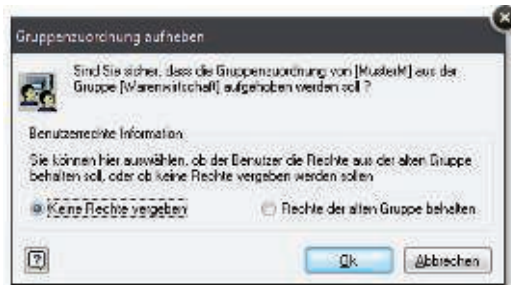 Gruppenzuordnung aufheben
Sind Sie sicher, dass die Gruppenzuordnung von [MusterM] aus der
Gruppe [Warenwirtschaft] aufgehoben werden soll ?
Benutzerrechte Information
Sie können hier auswählen, ob der Benutzer die Rechte aus der alten Gruppe
behalten soll, oder ob keine Rechte vergeben werden sollen
Keine Rechte vergeben Rechte der alten Gruppe behalten
Ok Abbrechen